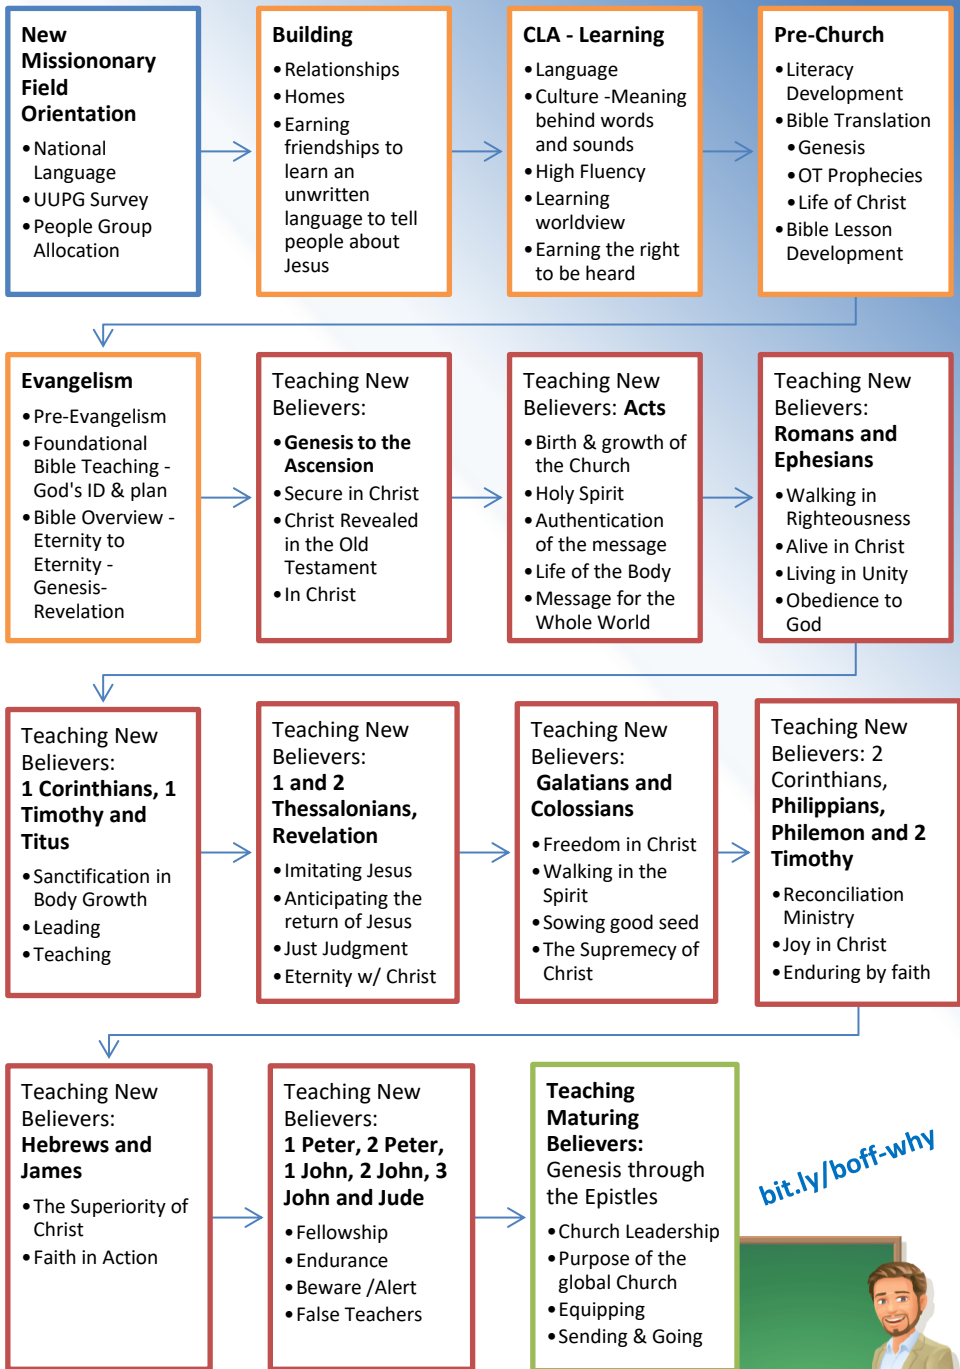 New
Missiononary
Field
Orientation
• National
Language
• UUPG Survey
• People Group
Allocation
Building
• Relationships
• Homes
• Earning
friendships to
learn an
unwritten
language to tell
people about
Jesus
CLA - Learning
• Language
• Culture -Meaning
behind words
and sounds
• High Fluency
• Learning
worldview
• Earning the right
to be heard
Pre-Church
• Literacy
Development
• Bible Translation
• Genesis
• OT Prophecies
• Life of Christ
• Bible Lesson
Development
Evangelism
• Pre-Evangelism
• Foundational
Bible Teaching -
God's ID & plan
• Bible Overview -
Eternity to
Eternity -
Genesis-
Revelation
Teaching New
Believers:
• Genesis to the
Ascension
• Secure in Christ
• Christ Revealed
in the Old
Testament
• In Christ
Teaching New
Believers: Acts
• Birth & growth of
the Church
• Holy Spirit
• Authentication
of the message
• Life of the Body
• Message for the
Whole World
Teaching New
Believers:
Romans and
Ephesians
• Walking in
Righteousness
• Alive in Christ
• Living in Unity
• Obedience to
God
Teaching New
Believers:
1 Corinthians, 1
Timothy and
Titus
• Sanctification in
Body Growth
• Leading
• Teaching
Teaching New
Believers:
1 and 2
Thessalonians,
Revelation
• Imitating Jesus
• Anticipating the
return of Jesus
• Just Judgment
• Eternity w/ Christ
Teaching New
Believers:
Galatians and
Colossians
• Freedom in Christ
• Walking in the
Spirit
• Sowing good seed
• The Supremecy of
Christ
Teaching New
Believers: 2
Corinthians,
Philippians,
Philemon and 2
Timothy
• Reconciliation
Ministry
• Joy in Christ
• Enduring by faith
Teaching New
Believers:
Hebrews and
James
• The Superiority of
Christ
• Faith in Action
Teaching New
Believers:
1 Peter, 2 Peter,
1 John, 2 John, 3
John and Jude
• Fellowship
• Endurance
• Beware /Alert
• False Teachers
Teaching
Maturing
Believers:
Genesis through
the Epistles
• Church Leadership
• Purpose of the
global Church
• Equipping
• Sending & Going
bit.ly/boff-why